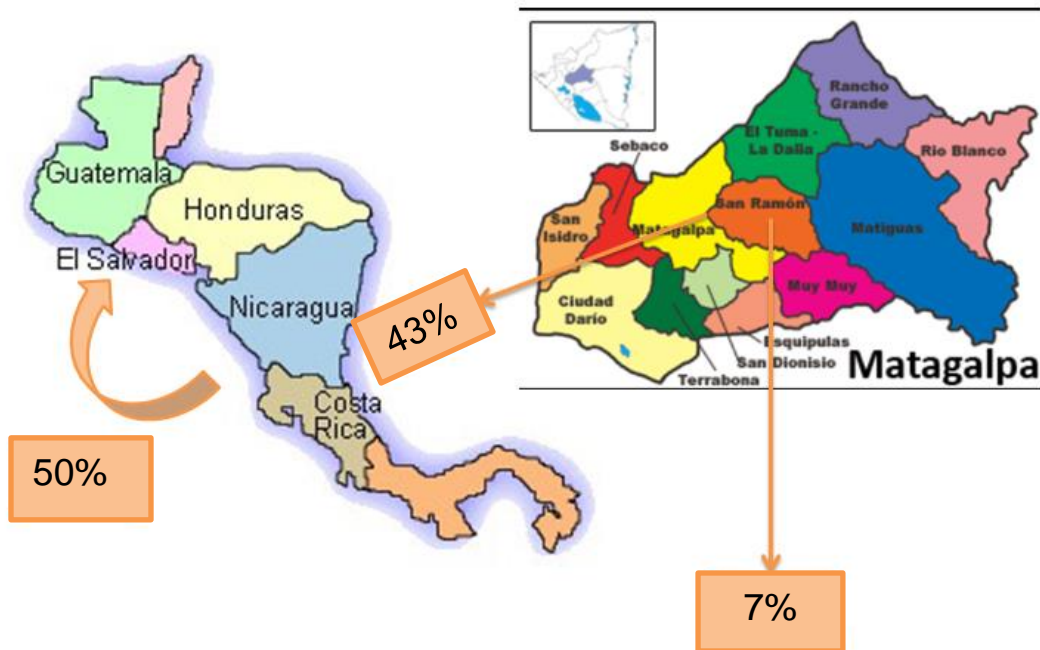 Guatemala
Honduras
El Salvador
Nicaragua
Costa
Rica
50%
43%
Rancho
Grande
El Tuma -
La Dalia
Sebaco
Rio Blanco
San Ramón
San
Isidro
Matagalpa
Matiguas
Ciudad
Darío
Muy Muy
Esquipulas
San Dionisio
Terrabona
Matagalpa
7%